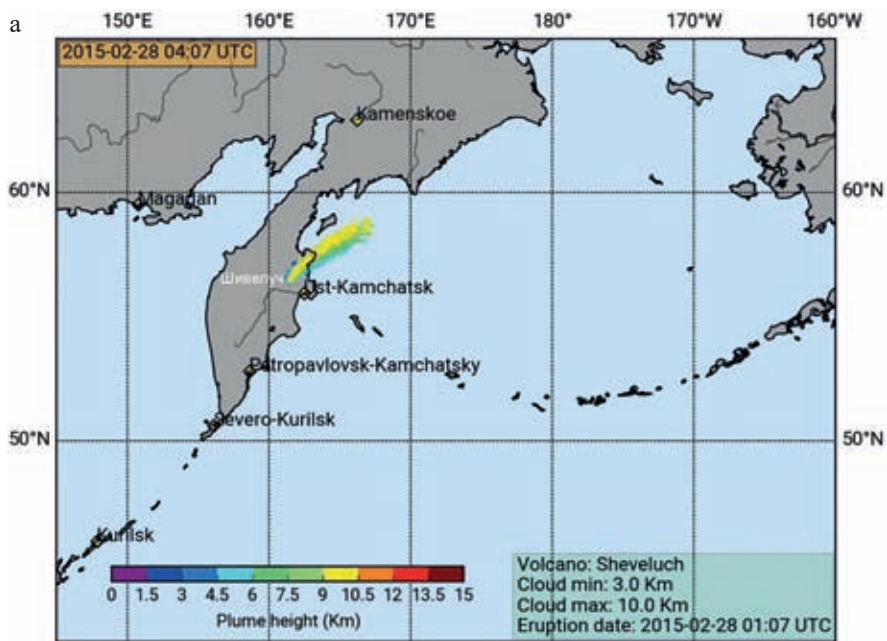 a
150°E 160°E 170°E 180° 170°W 160°W
2015-02-28 04:07 UTC
Kamenskoe
60°N 60°N
Magadan
Шивелуч
Ust-Kamchatsk
Petropavlovsk-Kamchatsky
Severo-Kurilsk
50°N 50°N
Kurilsk
0 1.5 3 4.5 6 7.5 9 10.5 12 13.5 15
Plume height (Km)
Volcano: Sheveluch
Cloud min: 3.0 Km
Cloud max: 10.0 Km
Eruption date: 2015-02-28 01:07 UTC